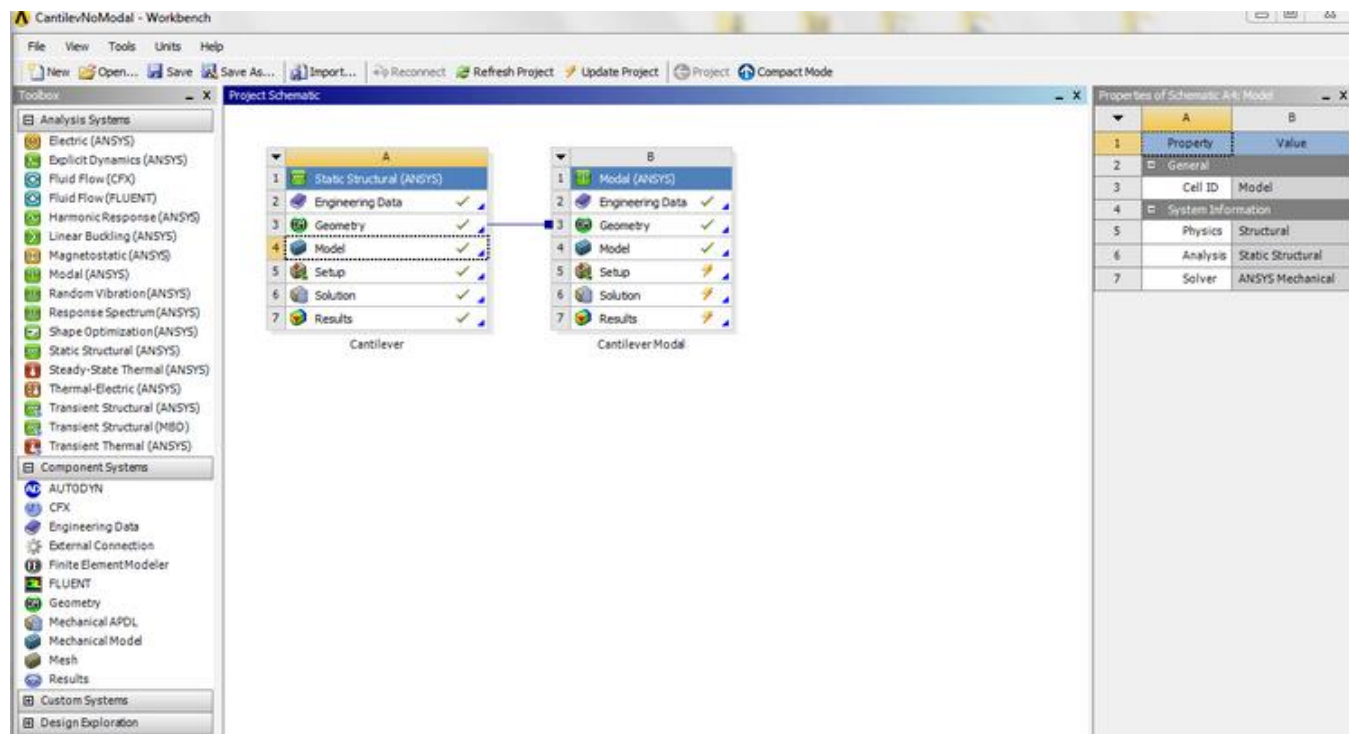 CantilevNoModal - Workbench
File View Tools Units Help
New Open... Save Save As... Import... Reconnect Refresh Project Update Project Project Compact Mode
Toolbox
Analysis Systems
Electric (ANSYS)
Explicit Dynamics (ANSYS)
Fluid Flow (CFX)
Fluid Flow (FLUENT)
Harmonic Response (ANSYS)
Linear Buckling (ANSYS)
Magnetostatic (ANSYS)
Modal (ANSYS)
Random Vibration (ANSYS)
Response Spectrum (ANSYS)
Shape Optimization (ANSYS)
Static Structural (ANSYS)
Steady-State Thermal (ANSYS)
Thermal-Electric (ANSYS)
Transient Structural (ANSYS)
Transient Structural (MBD)
Transient Thermal (ANSYS)
Component Systems
AUTODYN
CFX
Engineering Data
External Connection
Finite Element Modeler
FLUENT
Geometry
Mechanical APDL
Mechanical Model
Mesh
Results
Custom Systems
Design Exploration
Project Schematic
A
1 Static Structural (ANSYS)
2 Engineering Data
3 Geometry
4 Model
5 Setup
6 Solution
7 Results
Cantilever
B
1 Modal (ANSYS)
2 Engineering Data
3 Geometry
4 Model
5 Setup
6 Solution
7 Results
Cantilever Modal
Properties of Schematic A4: Model
A B
1 Property Value
2 General
3 Cell ID Model
4 System Information
5 Physics Structural
6 Analysis Static Structural
7 Solver ANSYS Mechanical